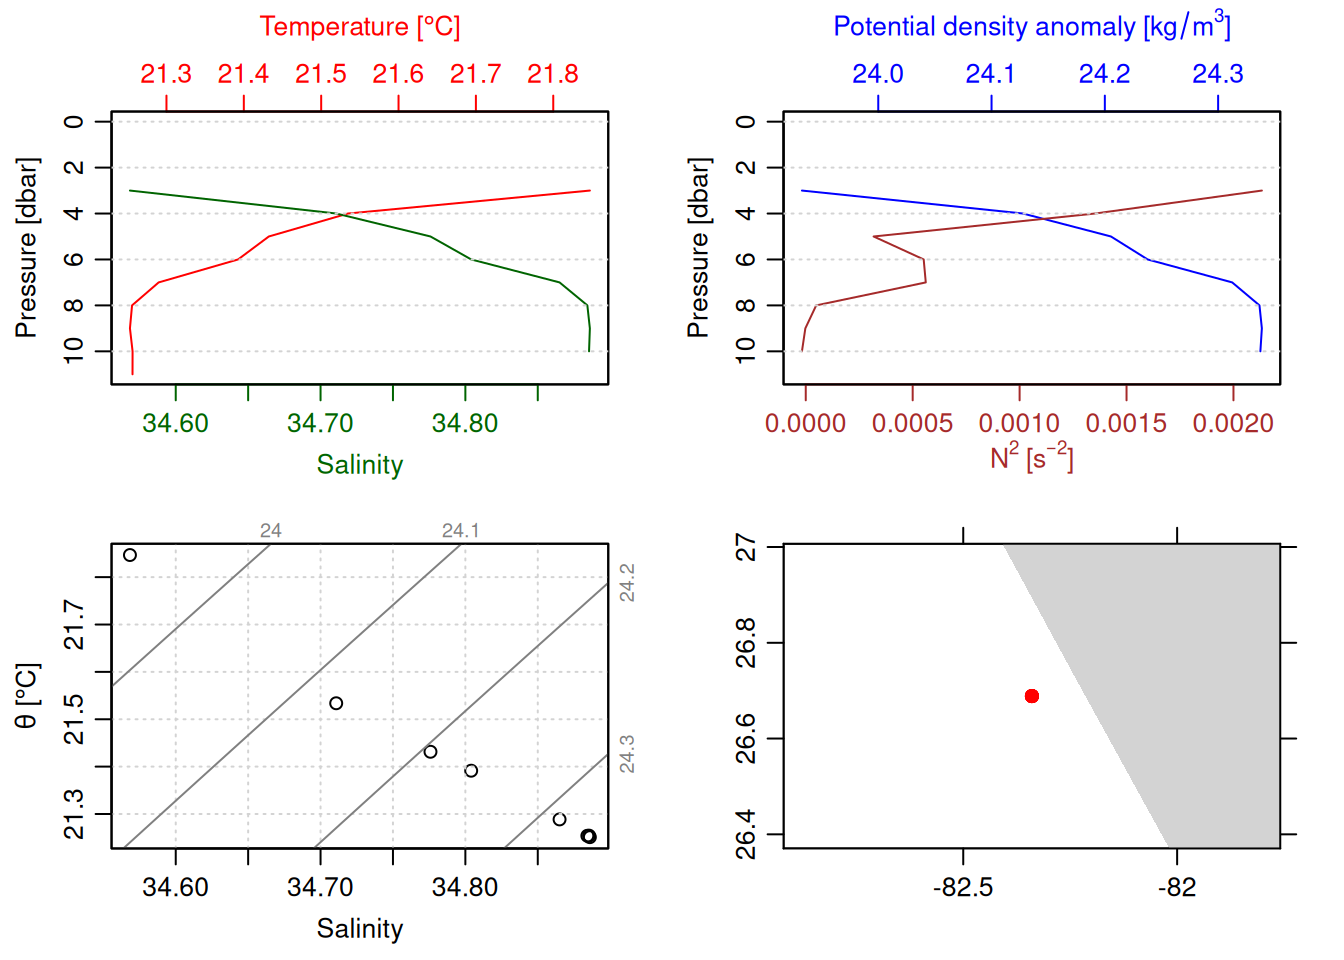 Temperature [°C]
21.3 21.4 21.5 21.6 21.7 21.8
Pressure [dbar]
0
2
4
6
8
10
34.60 34.70 34.80
Salinity
Potential density anomaly [kg/m³]
24.0 24.1 24.2 24.3
Pressure [dbar]
0
2
4
6
8
10
0.0000 0.0005 0.0010 0.0015 0.0020
N² [s⁻²]
24 24.1
24.2
24.3
θ [°C]
21.7
21.5
21.3
34.60 34.70 34.80
Salinity
27
26.8
26.6
26.4
-82.5 -82